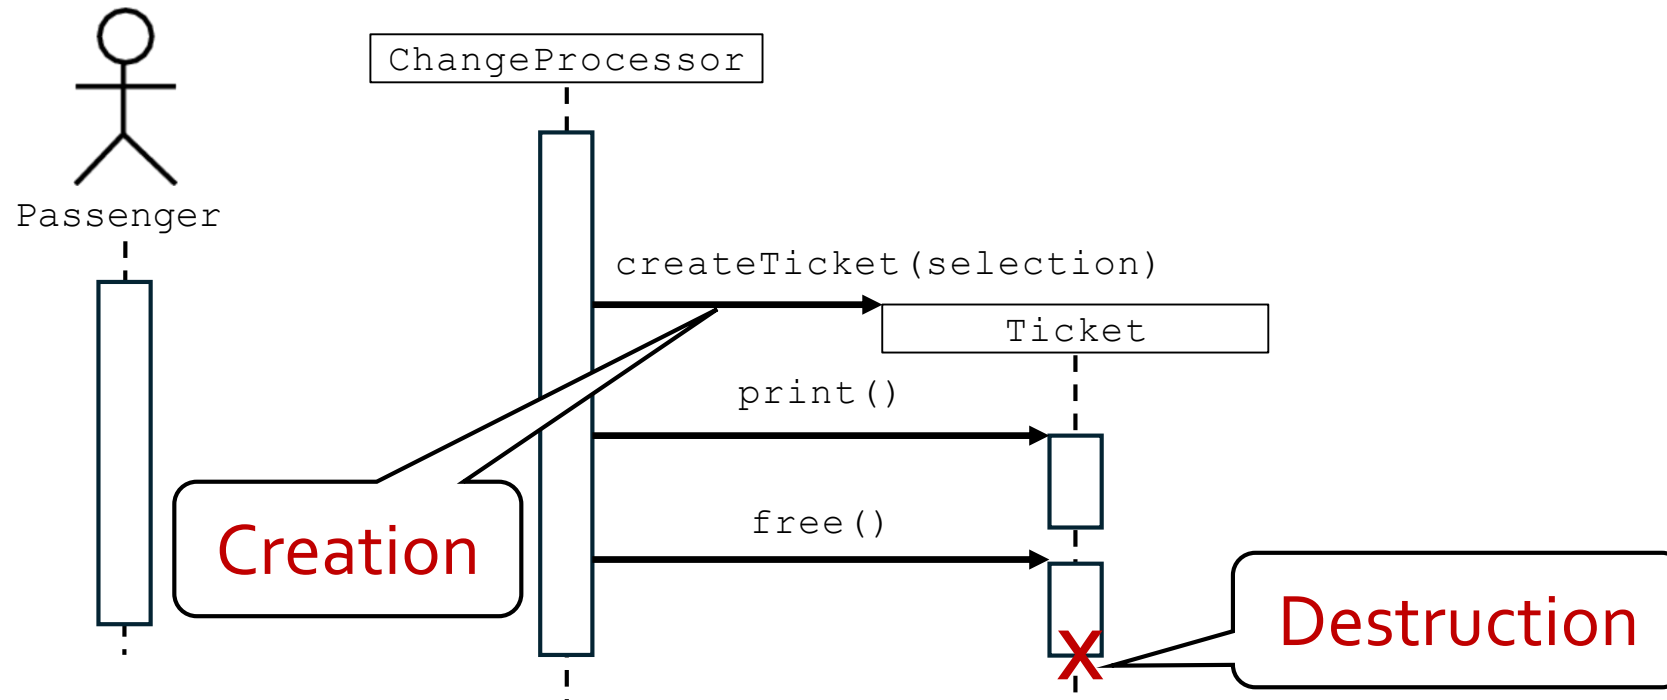 ChangeProcessor
Passenger
createTicket(selection)
Ticket
print()
free()
Creation
Destruction
X